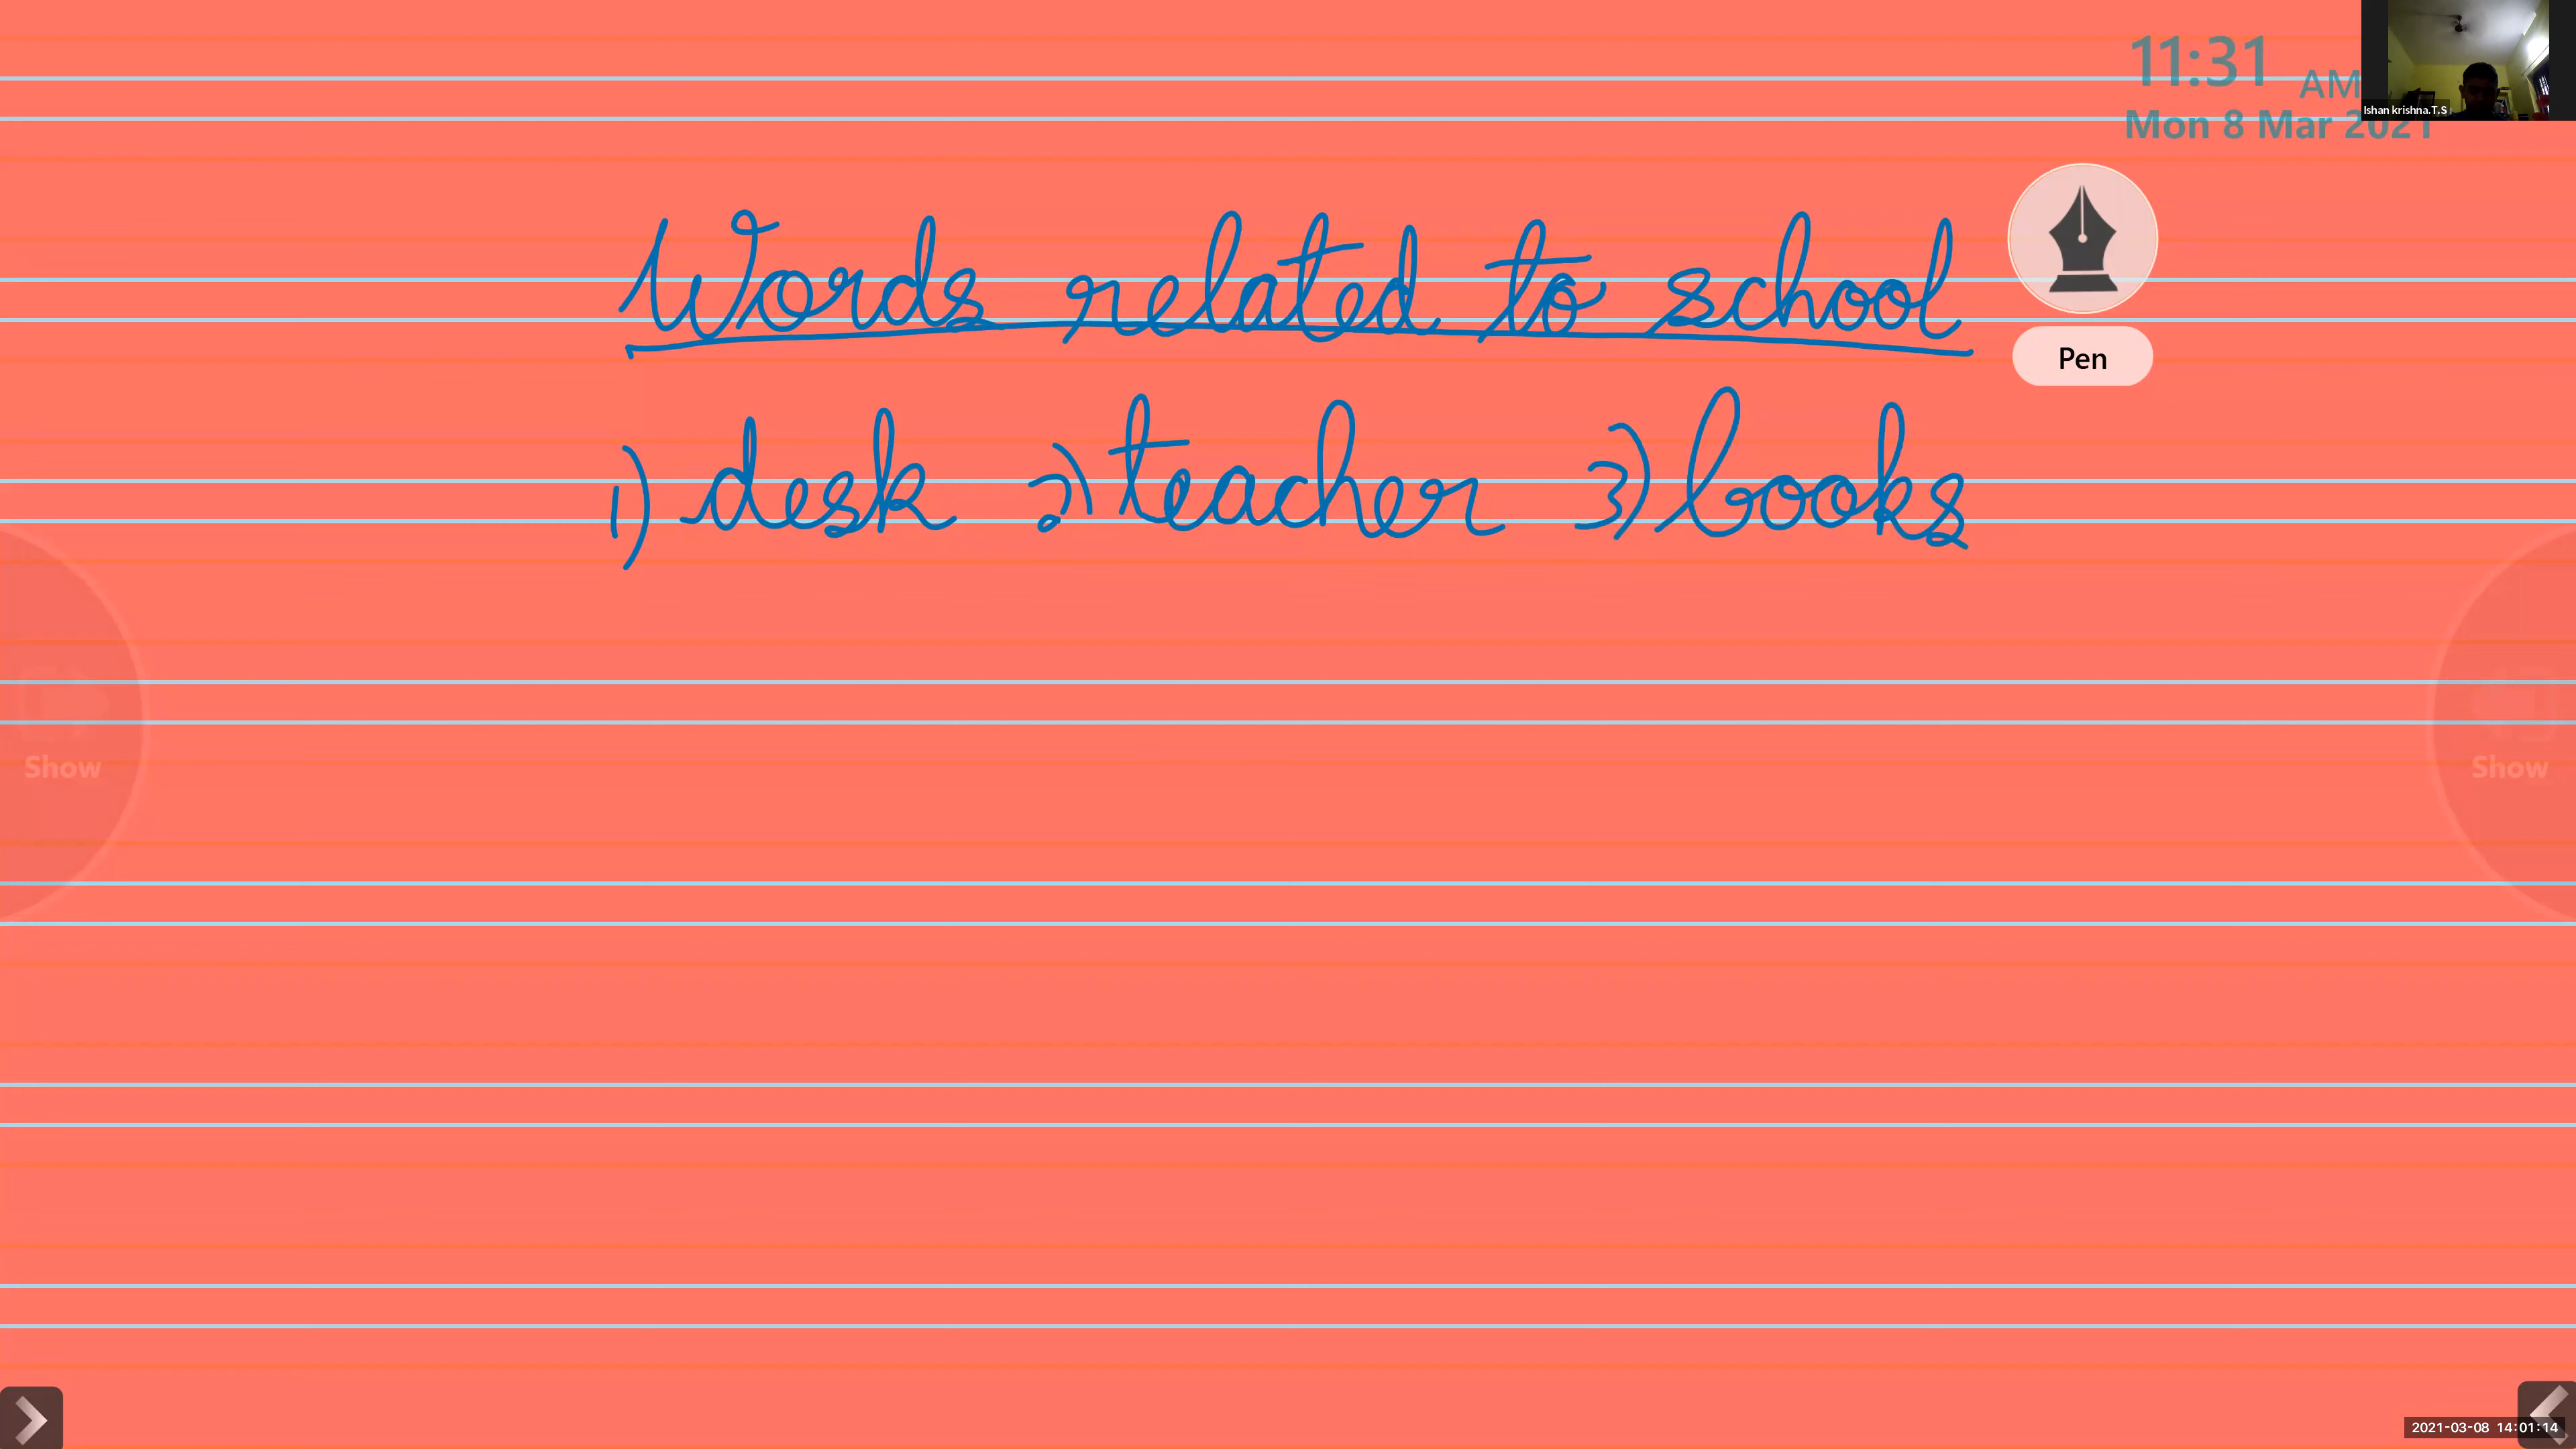 11:31 AM
Mon 8 Mar 2021
Ishan krishna.T.S
Words related to school
Pen
1) desk 2) teacher 3) books
Show
Show
2021-03-08 14:01:14